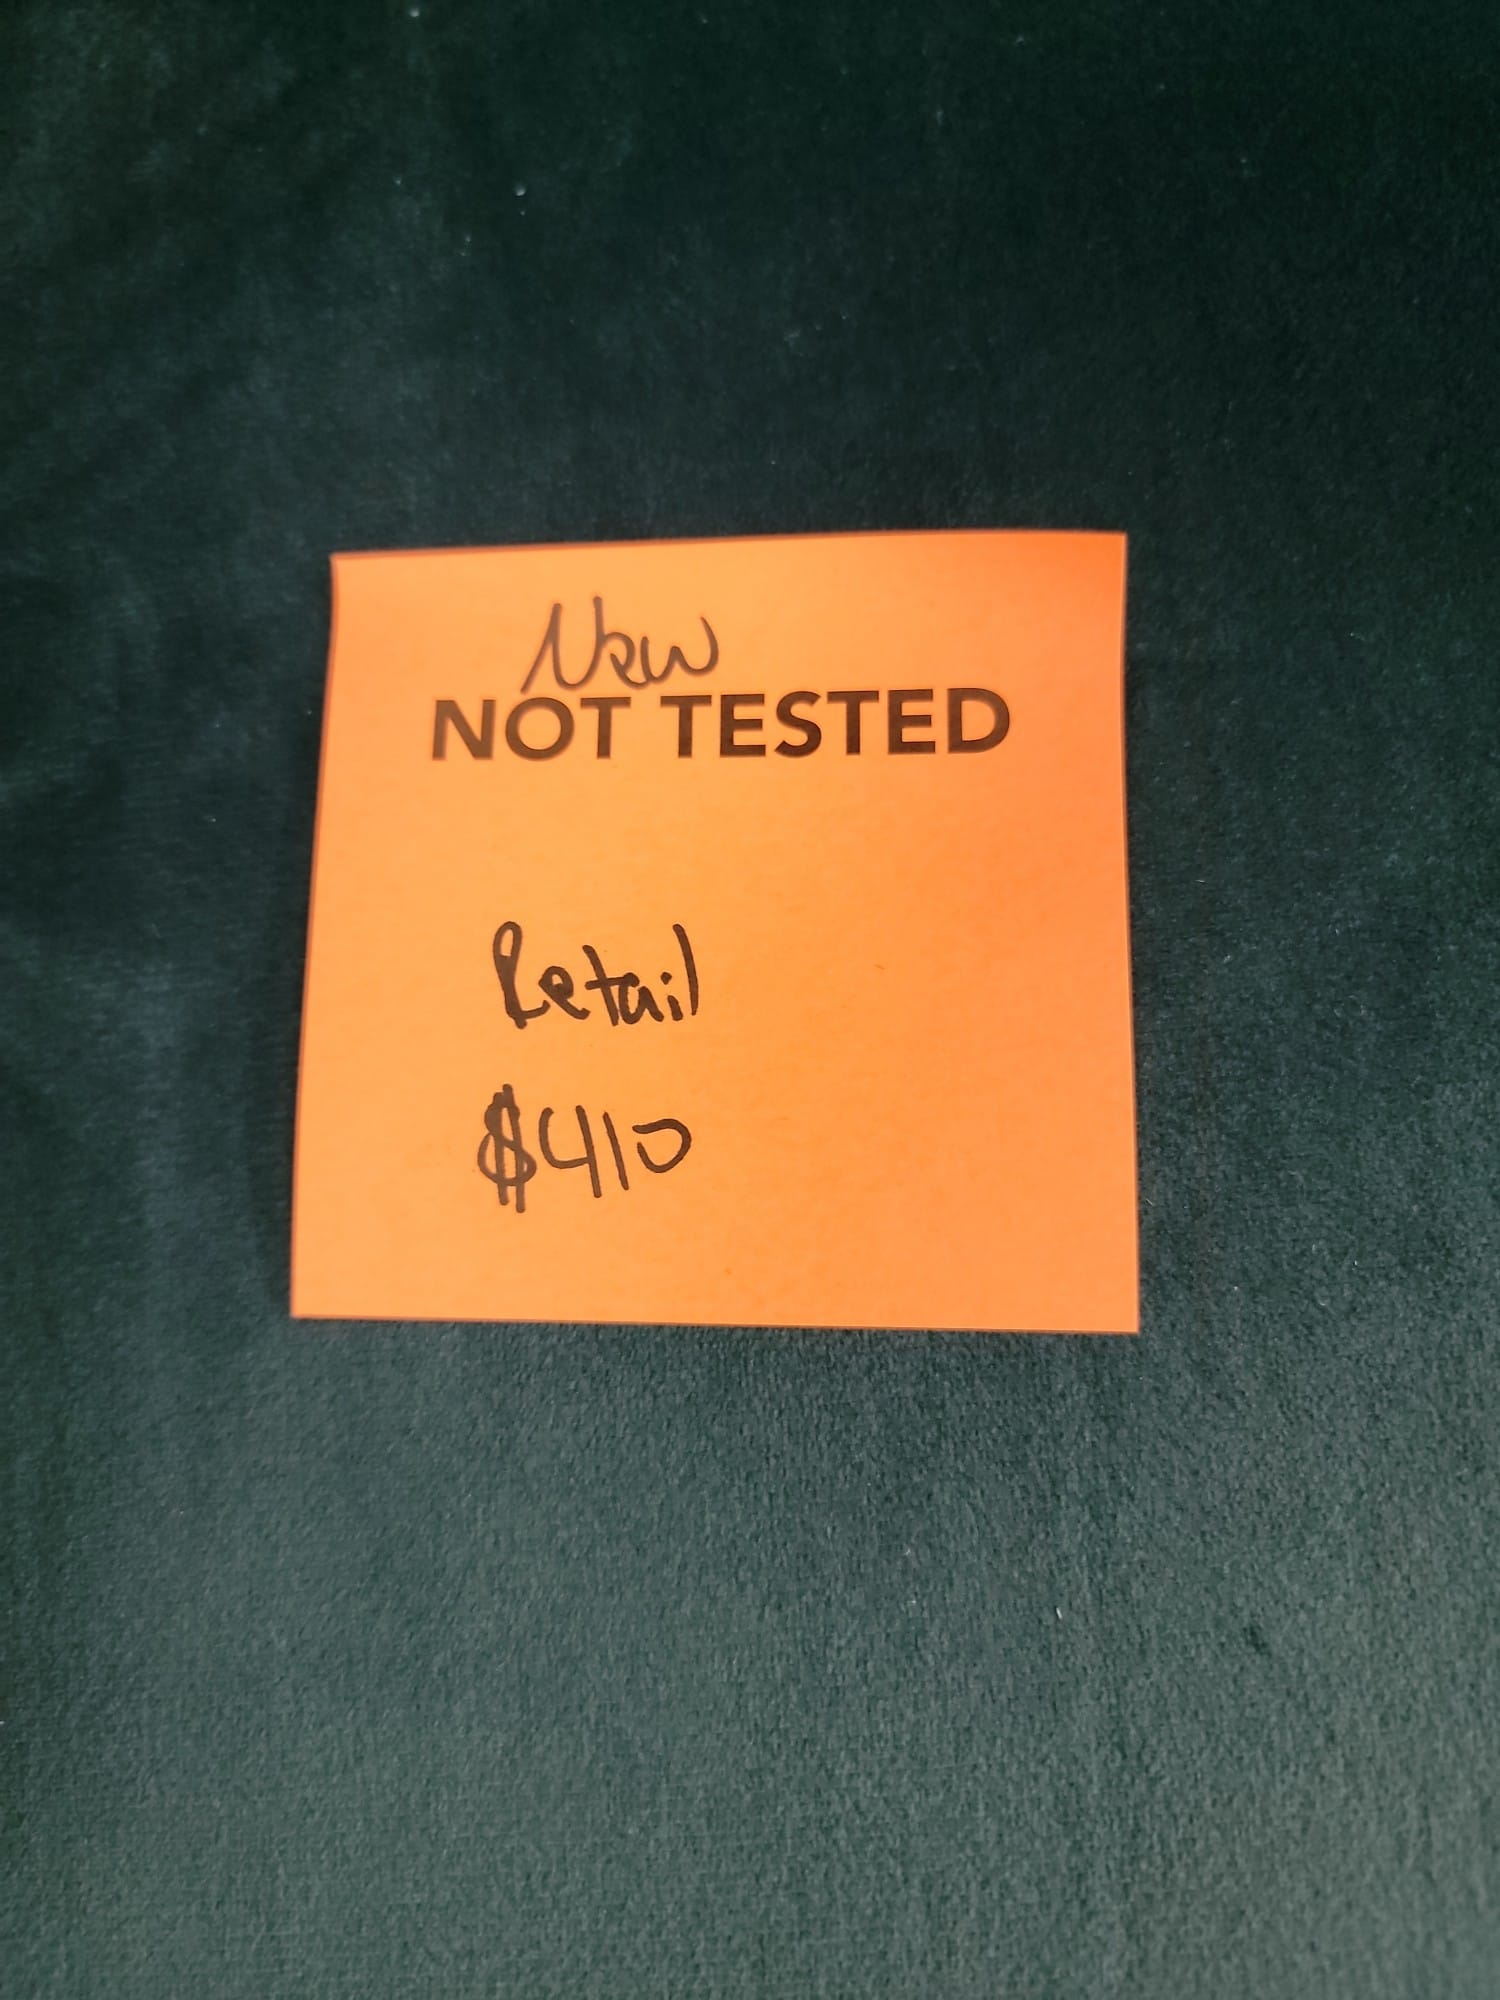 New
NOT TESTED
Retail
$410